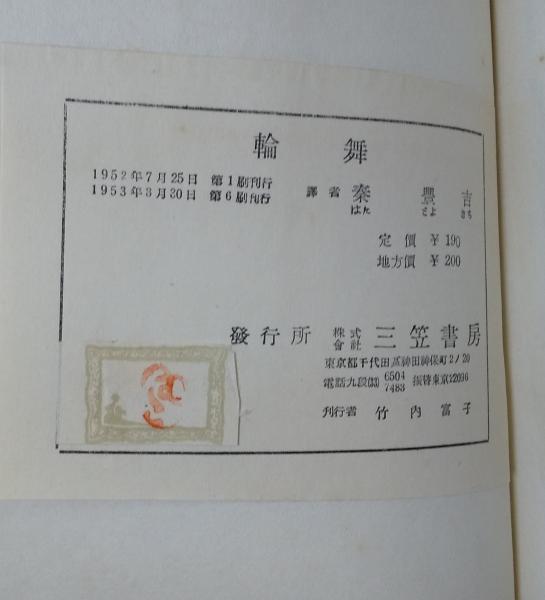 輪舞
1952年7月25日 第1刷刊行
1953年3月30日 第6刷刊行
譯者 秦豐吉
はた とよ きち
定價 ¥190
地方價 ¥200
發行所 株式會社 三笠書房
東京都千代田區神田神保町2ノ20
電話九段(33) 6504 7483 振替東京22096
刊行者 竹内富子